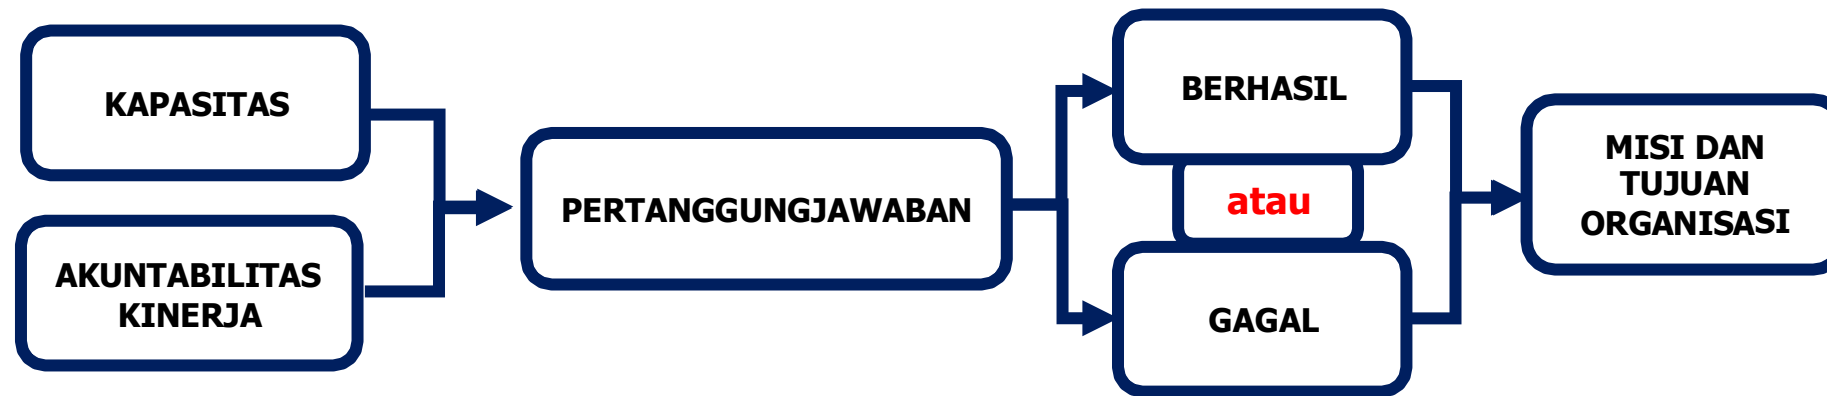 KAPASITAS
AKUNTABILITAS
KINERJA
PERTANGGUNGJAWABAN
BERHASIL
atau
GAGAL
MISI DAN
TUJUAN
ORGANISASI